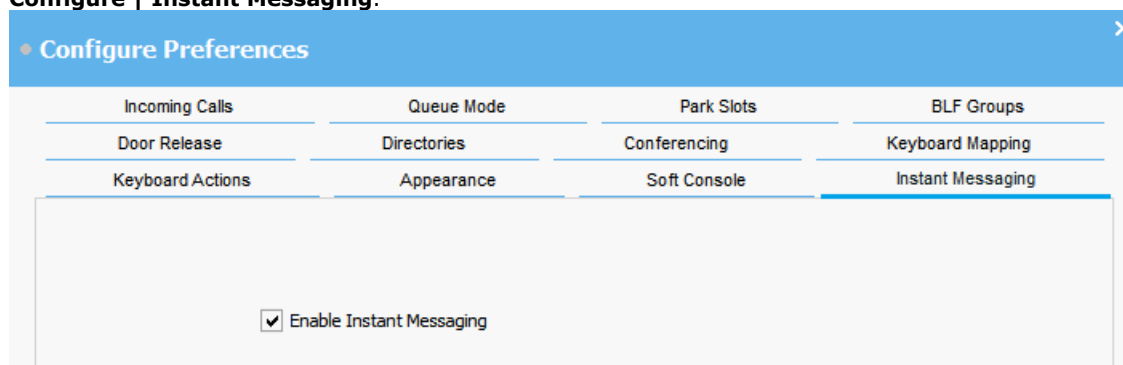 Configure | Instant Messaging.
Configure Preferences
Incoming Calls Queue Mode Park Slots BLF Groups
Door Release Directories Conferencing Keyboard Mapping
Keyboard Actions Appearance Soft Console Instant Messaging
Enable Instant Messaging